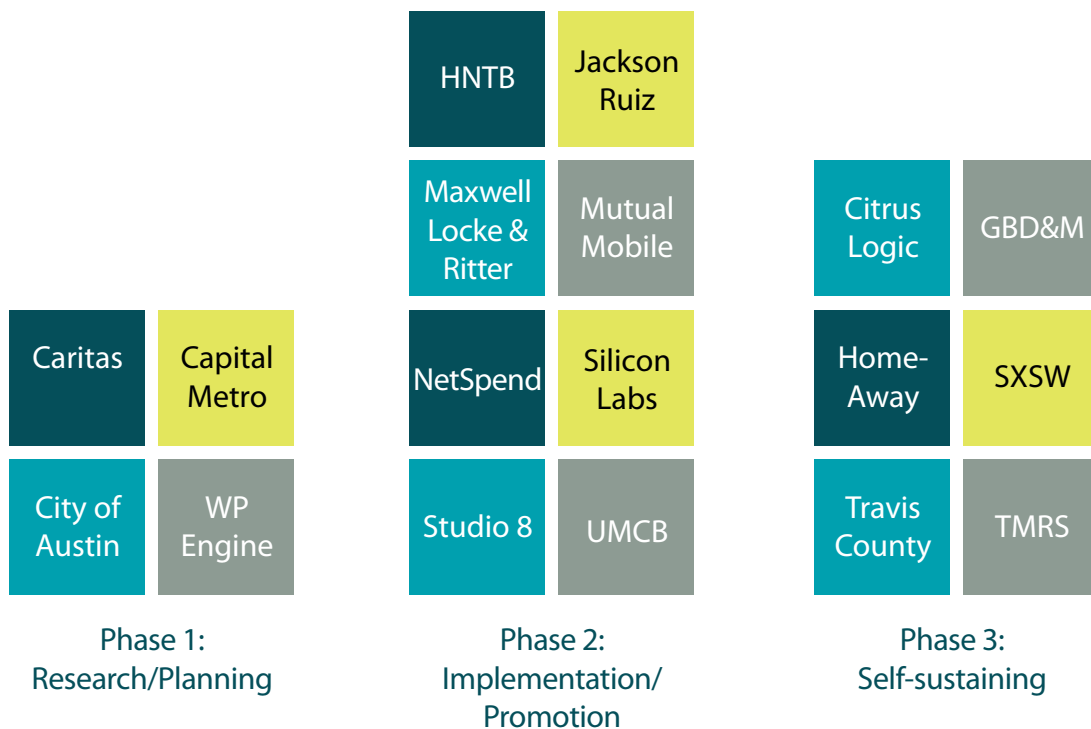 HNTB
Jackson
Ruiz
Maxwell
Locke &
Ritter
Mutual
Mobile
Citrus
Logic
GBD&M
Caritas
Capital
Metro
NetSpend
Silicon
Labs
Home-
Away
SXSW
City of
Austin
WP
Engine
Studio 8
UMCB
Travis
County
TMRS
Phase 1:
Research/Planning
Phase 2:
Implementation/
Promotion
Phase 3:
Self-sustaining